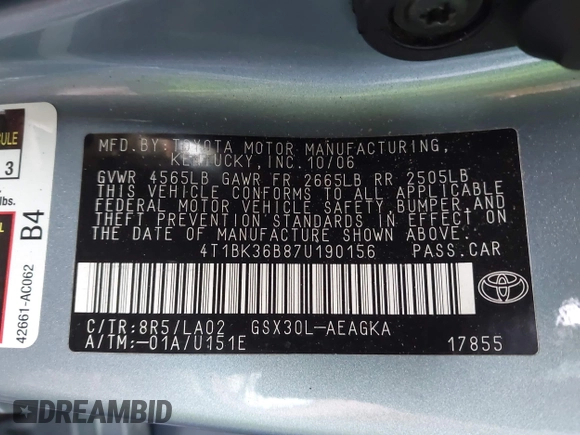 MFD.BY:TOYOTA MOTOR MANUFACTURING,
KENTUCKY, INC. 10/06
GVWR 4565LB GAWR FR 2665LB RR 2505LB
THIS VEHICLE CONFORMS TO ALL APPLICABLE
FEDERAL MOTOR VEHICLE SAFETY, BUMPER AND
THEFT PREVENTION STANDARDS IN EFFECT ON
THE DATE OF MANUFACTURE SHOWN ABOVE.
4T1BK36B87U190156 PASS.CAR
C/TR:8R5/LA02 GSX30L-AEAGKA
A/TM:-01A/U151E 17855
3
lbs.
B4
42661-AC062
DREAMBID